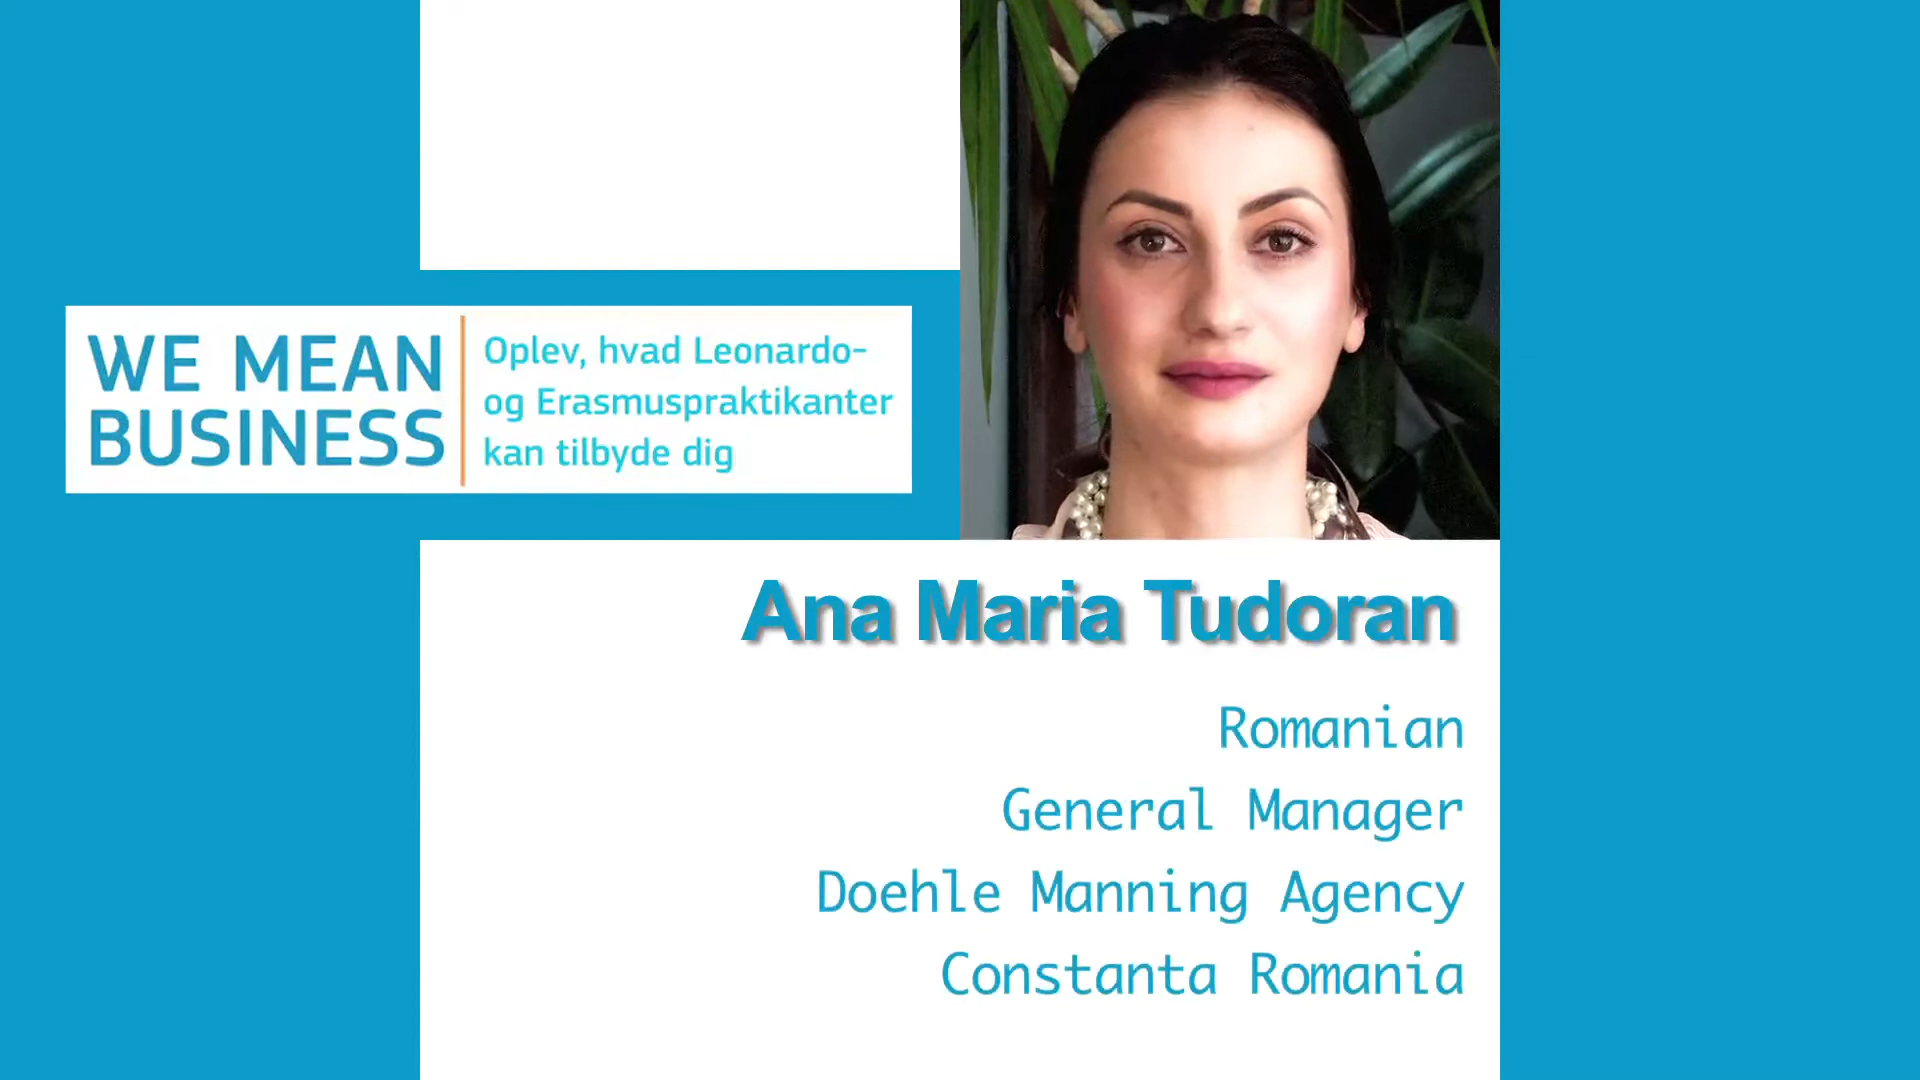 WE MEAN
BUSINESS
Oplev, hvad Leonardo-
og Erasmuspraktikanter
kan tilbyde dig
Ana Maria Tudoran
Romanian
General Manager
Doehle Manning Agency
Constanta Romania